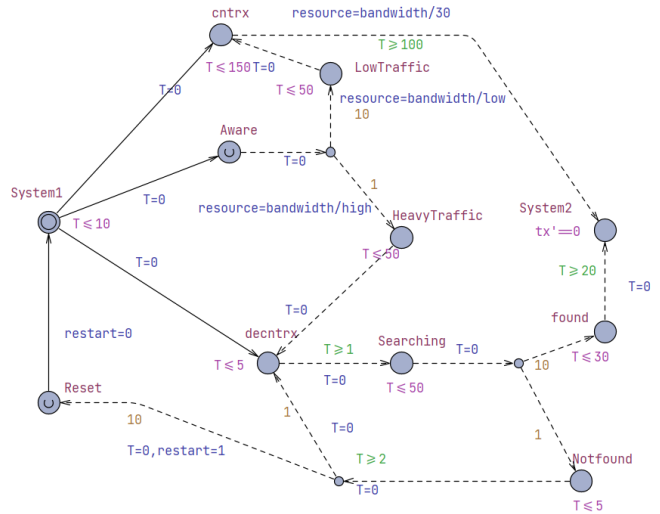 cntrx
resource=bandwidth/30
T⩾100
T⩽150
T=0
LowTraffic
T⩽50
T=0
resource=bandwidth/low
10
Aware
T=0
1
System1
T=0
resource=bandwidth/high
HeavyTraffic
System2
T⩽10
tx'==0
T⩽50
T=0
T⩾20
T=0
T=0
found
restart=0
decntrx
T⩾1
Searching
T=0
T⩽5
10
T⩽30
T=0
T⩽50
Reset
10
1
T=0
1
T=0,restart=1
T⩾2
Notfound
T=0
T⩽5